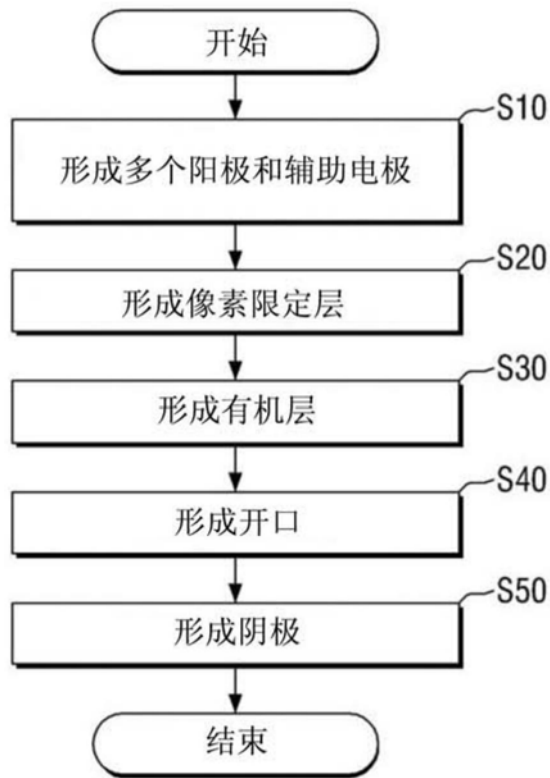 开始
S10
形成多个阳极和辅助电极
S20
形成像素限定层
S30
形成有机层
S40
形成开口
S50
形成阴极
结束